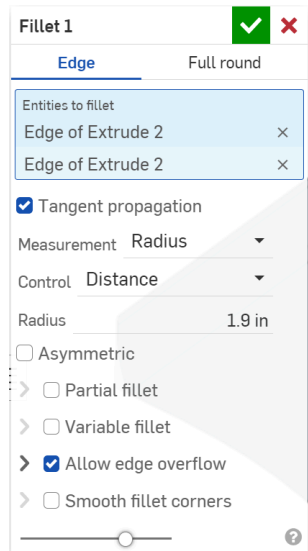 Fillet 1
Edge Full round
Entities to fillet
Edge of Extrude 2
Edge of Extrude 2
Tangent propagation
Measurement Radius
Control Distance
Radius 1.9 in
Asymmetric
Partial fillet
Variable fillet
Allow edge overflow
Smooth fillet corners